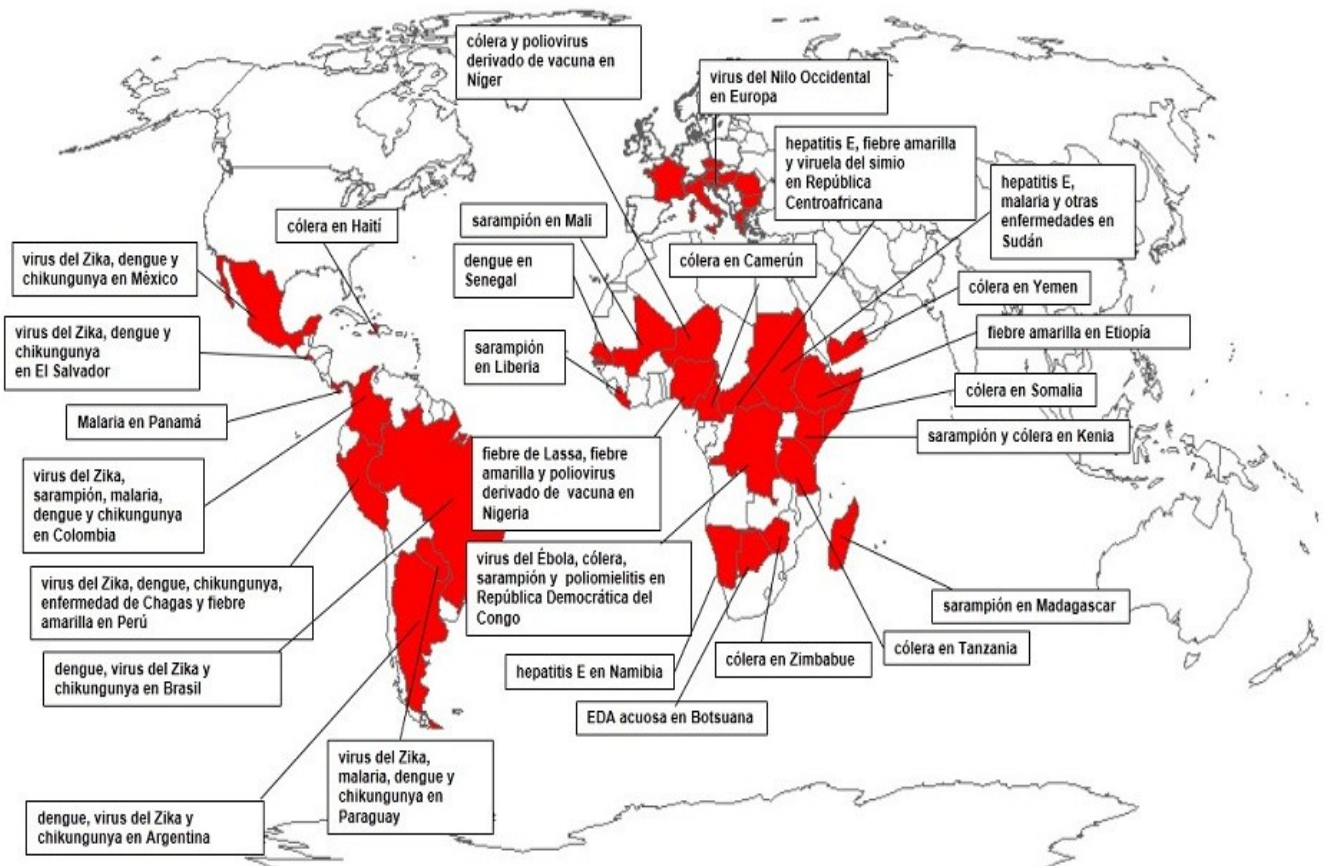 cólera y poliovirus
derivado de vacuna en
Níger
virus del Nilo Occidental
en Europa
hepatitis E, fiebre amarilla
y viruela del simio
en República
Centroafricana
hepatitis E,
malaria y otras
enfermedades en
Sudán
cólera en Haití
sarampión en Mali
virus del Zika, dengue y
chikungunya en México
dengue en
Senegal
cólera en Camerún
cólera en Yemen
virus del Zika, dengue y
chikungunya
en El Salvador
sarampión
en Liberia
fiebre amarilla en Etiopía
cólera en Somalia
Malaria en Panamá
sarampión y cólera en Kenia
virus del Zika,
sarampión, malaria,
dengue y chikungunya
en Colombia
fiebre de Lassa, fiebre
amarilla y poliovirus
derivado de vacuna en
Nigeria
virus del Zika, dengue, chikungunya,
enfermedad de Chagas y fiebre
amarilla en Perú
virus del Ébola, cólera,
sarampión y poliomielitis en
República Democrática del
Congo
sarampión en Madagascar
dengue, virus del Zika y
chikungunya en Brasil
hepatitis E en Namibia
cólera en Zimbabue
cólera en Tanzania
EDA acuosa en Botsuana
virus del Zika,
malaria, dengue y
chikungunya en
Paraguay
dengue, virus del Zika y
chikungunya en Argentina